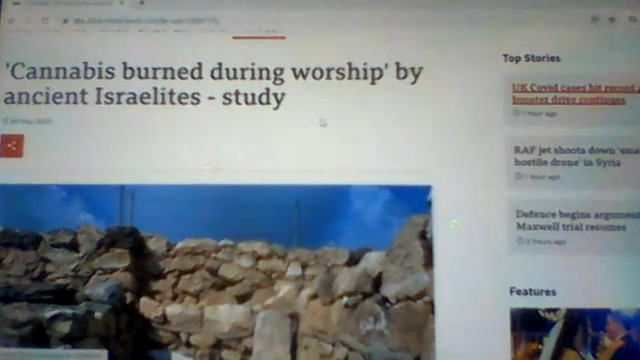 'Cannabis burned during worship' by
ancient Israelites - study
Top Stories
UK Covid cases hit record
booster drive continues
1 hour ago
RAF jet shoots down
hostile drone' in Syria
1 hour ago
Defence begins
Maxwell trial resumes
2 hours ago
Features